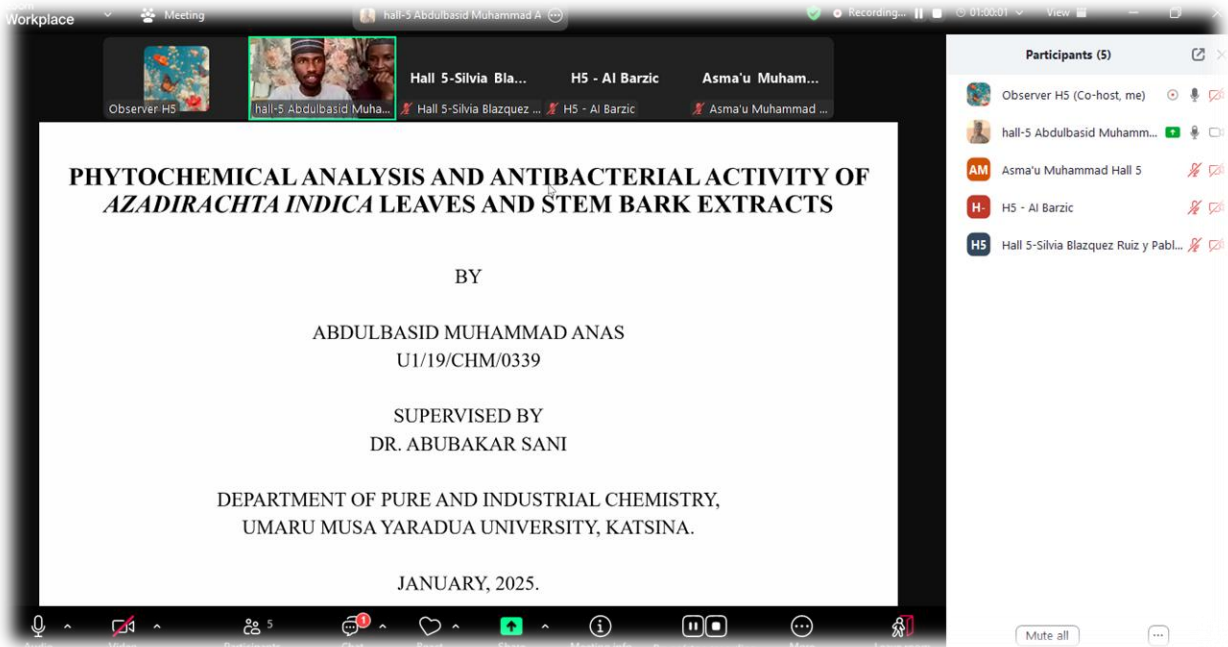 Workplace
Meeting
hall-5 Abdulbasid Muhammad A
Recording...
01:00:01
View
Observer H5
hall-5 Abdulbasid Muha...
Hall 5-Silvia Bla...
Hall 5-Silvia Blazquez ...
H5 - Al Barzic
H5 - Al Barzic
Asma'u Muham...
Asma'u Muhammad ...
PHYTOCHEMICAL ANALYSIS AND ANTIBACTERIAL ACTIVITY OF
AZADIRACHTA INDICA LEAVES AND STEM BARK EXTRACTS
BY
ABDULBASID MUHAMMAD ANAS
U1/19/CHM/0339
SUPERVISED BY
DR. ABUBAKAR SANI
DEPARTMENT OF PURE AND INDUSTRIAL CHEMISTRY,
UMARU MUSA YARADUA UNIVERSITY, KATSINA.
JANUARY, 2025.
Participants (5)
Observer H5 (Co-host, me)
hall-5 Abdulbasid Muhamm...
AM
Asma'u Muhammad Hall 5
H-
H5 - Al Barzic
H5
Hall 5-Silvia Blazquez Ruiz y Pabl...
5
1
Mute all